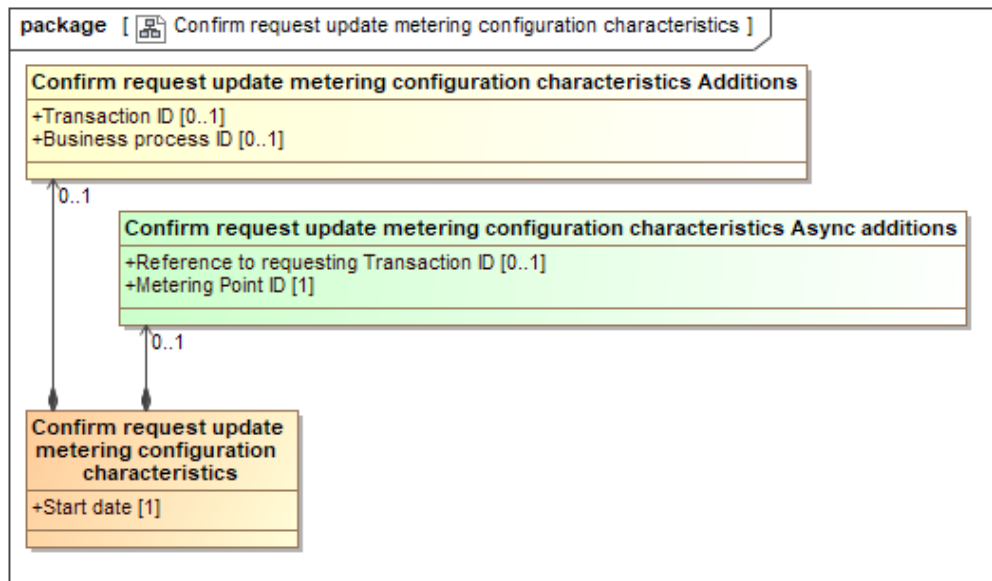 package [ Confirm request update metering configuration characteristics ]
Confirm request update metering configuration characteristics Additions
+Transaction ID [0..1]
+Business process ID [0..1]
0..1
Confirm request update metering configuration characteristics Async additions
+Reference to requesting Transaction ID [0..1]
+Metering Point ID [1]
0..1
Confirm request update
metering configuration
characteristics
+Start date [1]